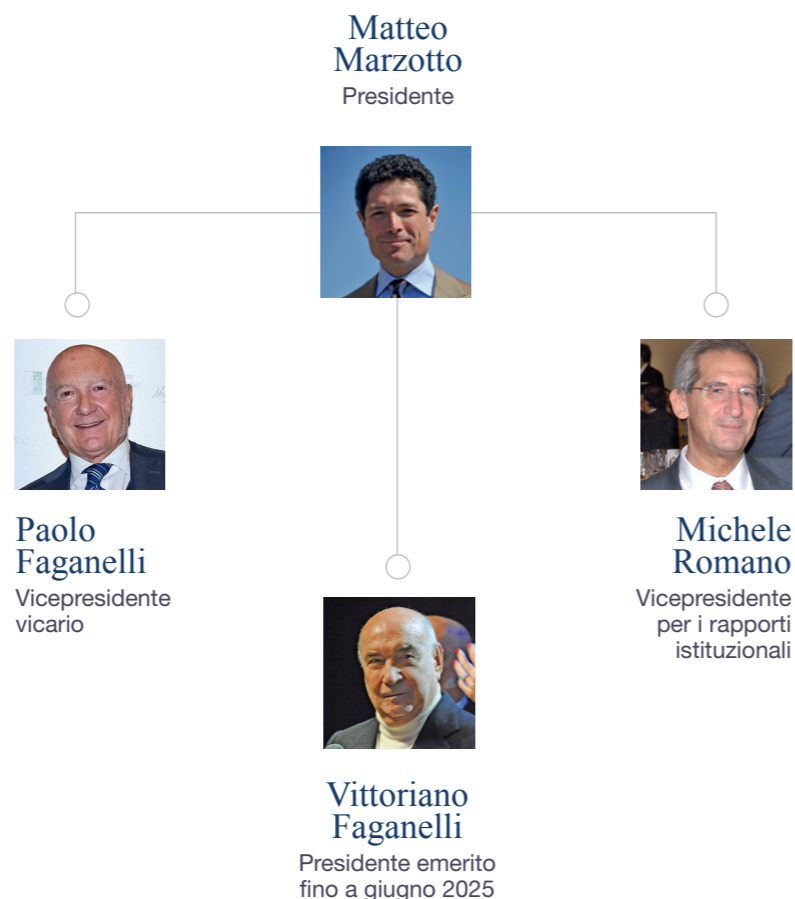 Matteo
Marzotto
Presidente
Paolo
Faganelli
Vicepresidente
vicario
Michele
Romano
Vicepresidente
per i rapporti
istituzionali
Vittoriano
Faganelli
Presidente emerito
fino a giugno 2025